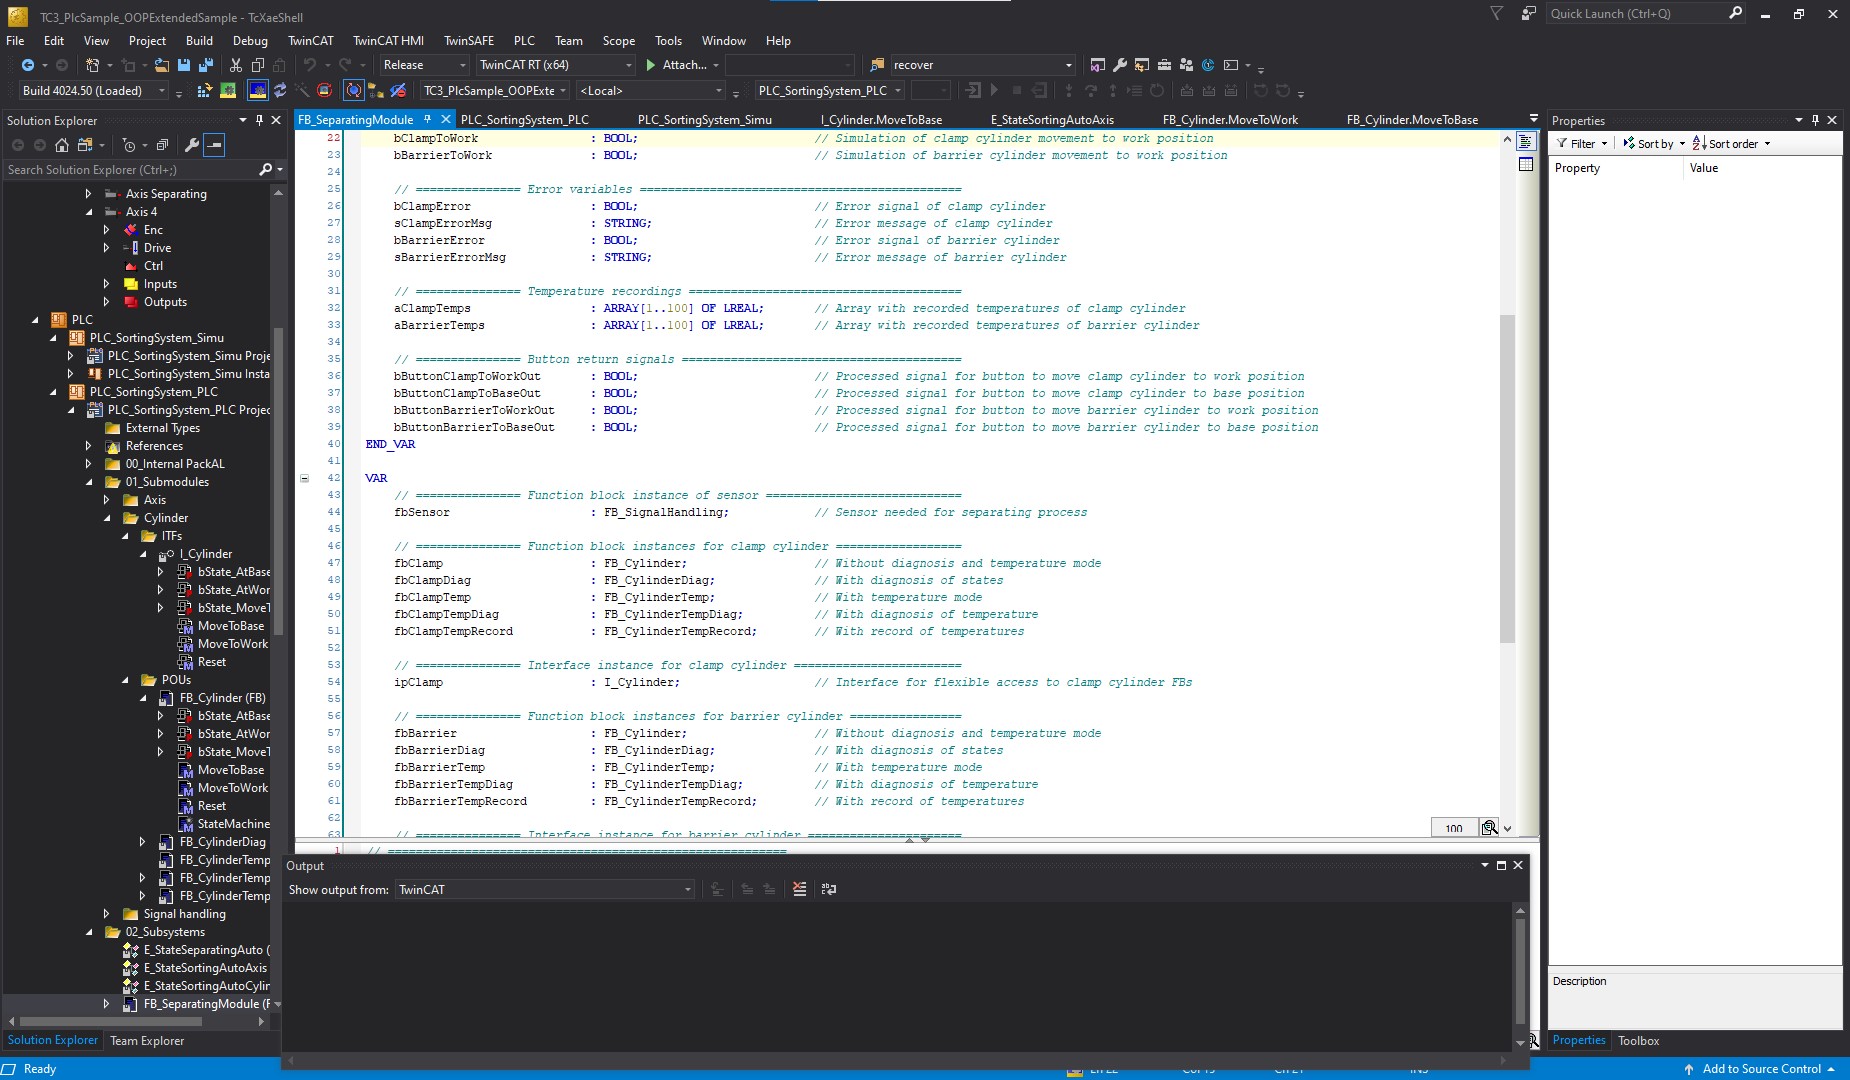 TC3_PlcSample_OOPExtendedSample - TcXaeShell
Quick Launch (Ctrl+Q)
File Edit View Project Build Debug TwinCAT TwinCAT HMI TwinSAFE PLC Team Scope Tools Window Help
Release TwinCAT RT (x64) Attach... recover
Build 4024.50 (Loaded) TC3_PlcSample_OOPExte <Local> PLC_SortingSystem_PLC
Solution Explorer
Search Solution Explorer (Ctrl+;)
Axis Separating
Axis 4
Enc
Drive
Ctrl
Inputs
Outputs
PLC
PLC_SortingSystem_Simu
PLC_SortingSystem_Simu Proje
PLC_SortingSystem_Simu Insta
PLC_SortingSystem_PLC
PLC_SortingSystem_PLC Projec
External Types
References
00_Internal PackAL
01_Submodules
Axis
Cylinder
ITFs
I_Cylinder
bState_AtBase
bState_AtWor
bState_MoveT
MoveToBase
MoveToWork
Reset
POUs
FB_Cylinder (FB)
bState_AtBase
bState_AtWor
bState_MoveT
MoveToBase
MoveToWork
Reset
StateMachine
FB_CylinderDiag
FB_CylinderTemp
FB_CylinderTemp
FB_CylinderTemp
Signal handling
02_Subsystems
E_StateSeparatingAuto (
E_StateSortingAutoAxis
E_StateSortingAutoCylin
FB_SeparatingModule (F
Solution Explorer Team Explorer
FB_SeparatingModule PLC_SortingSystem_PLC PLC_SortingSystem_Simu I_Cylinder.MoveToBase E_StateSortingAutoAxis FB_Cylinder.MoveToWork FB_Cylinder.MoveToBase
22 bClampToWork : BOOL; // Simulation of clamp cylinder movement to work position
23 bBarrierToWork : BOOL; // Simulation of barrier cylinder movement to work position
24
25 // =============== Error variables ==============================================
26 bClampError : BOOL; // Error signal of clamp cylinder
27 sClampErrorMsg : STRING; // Error message of clamp cylinder
28 bBarrierError : BOOL; // Error signal of barrier cylinder
29 sBarrierErrorMsg : STRING; // Error message of barrier cylinder
30
31 // =============== Temperature recordings =======================================
32 aClampTemps : ARRAY[1..100] OF LREAL; // Array with recorded temperatures of clamp cylinder
33 aBarrierTemps : ARRAY[1..100] OF LREAL; // Array with recorded temperatures of barrier cylinder
34
35 // =============== Button return signals ========================================
36 bButtonClampToWorkOut : BOOL; // Processed signal for button to move clamp cylinder to work position
37 bButtonClampToBaseOut : BOOL; // Processed signal for button to move clamp cylinder to base position
38 bButtonBarrierToWorkOut : BOOL; // Processed signal for button to move barrier cylinder to work position
39 bButtonBarrierToBaseOut : BOOL; // Processed signal for button to move barrier cylinder to base position
40 END_VAR
41
42 VAR
43 // =============== Function block instance of sensor ============================
44 fbSensor : FB_SignalHandling; // Sensor needed for separating process
45
46 // =============== Function block instances for clamp cylinder ==================
47 fbClamp : FB_Cylinder; // Without diagnosis and temperature mode
48 fbClampDiag : FB_CylinderDiag; // With diagnosis of states
49 fbClampTemp : FB_CylinderTemp; // With temperature mode
50 fbClampTempDiag : FB_CylinderTempDiag; // With diagnosis of temperature
51 fbClampTempRecord : FB_CylinderTempRecord; // With record of temperatures
52
53 // =============== Interface instance for clamp cylinder ========================
54 ipClamp : I_Cylinder; // Interface for flexible access to clamp cylinder FBs
55
56 // =============== Function block instances for barrier cylinder ================
57 fbBarrier : FB_Cylinder; // Without diagnosis and temperature mode
58 fbBarrierDiag : FB_CylinderDiag; // With diagnosis of states
59 fbBarrierTemp : FB_CylinderTemp; // With temperature mode
60 fbBarrierTempDiag : FB_CylinderTempDiag; // With diagnosis of temperature
61 fbBarrierTempRecord : FB_CylinderTempRecord; // With record of temperatures
62
63 // =============== Interface instance for barrier cylinder ======================
100
1 // =========================================================
Output
Show output from: TwinCAT
Properties
Filter Sort by Sort order
Property Value
Description
Properties Toolbox
Ready
Add to Source Control